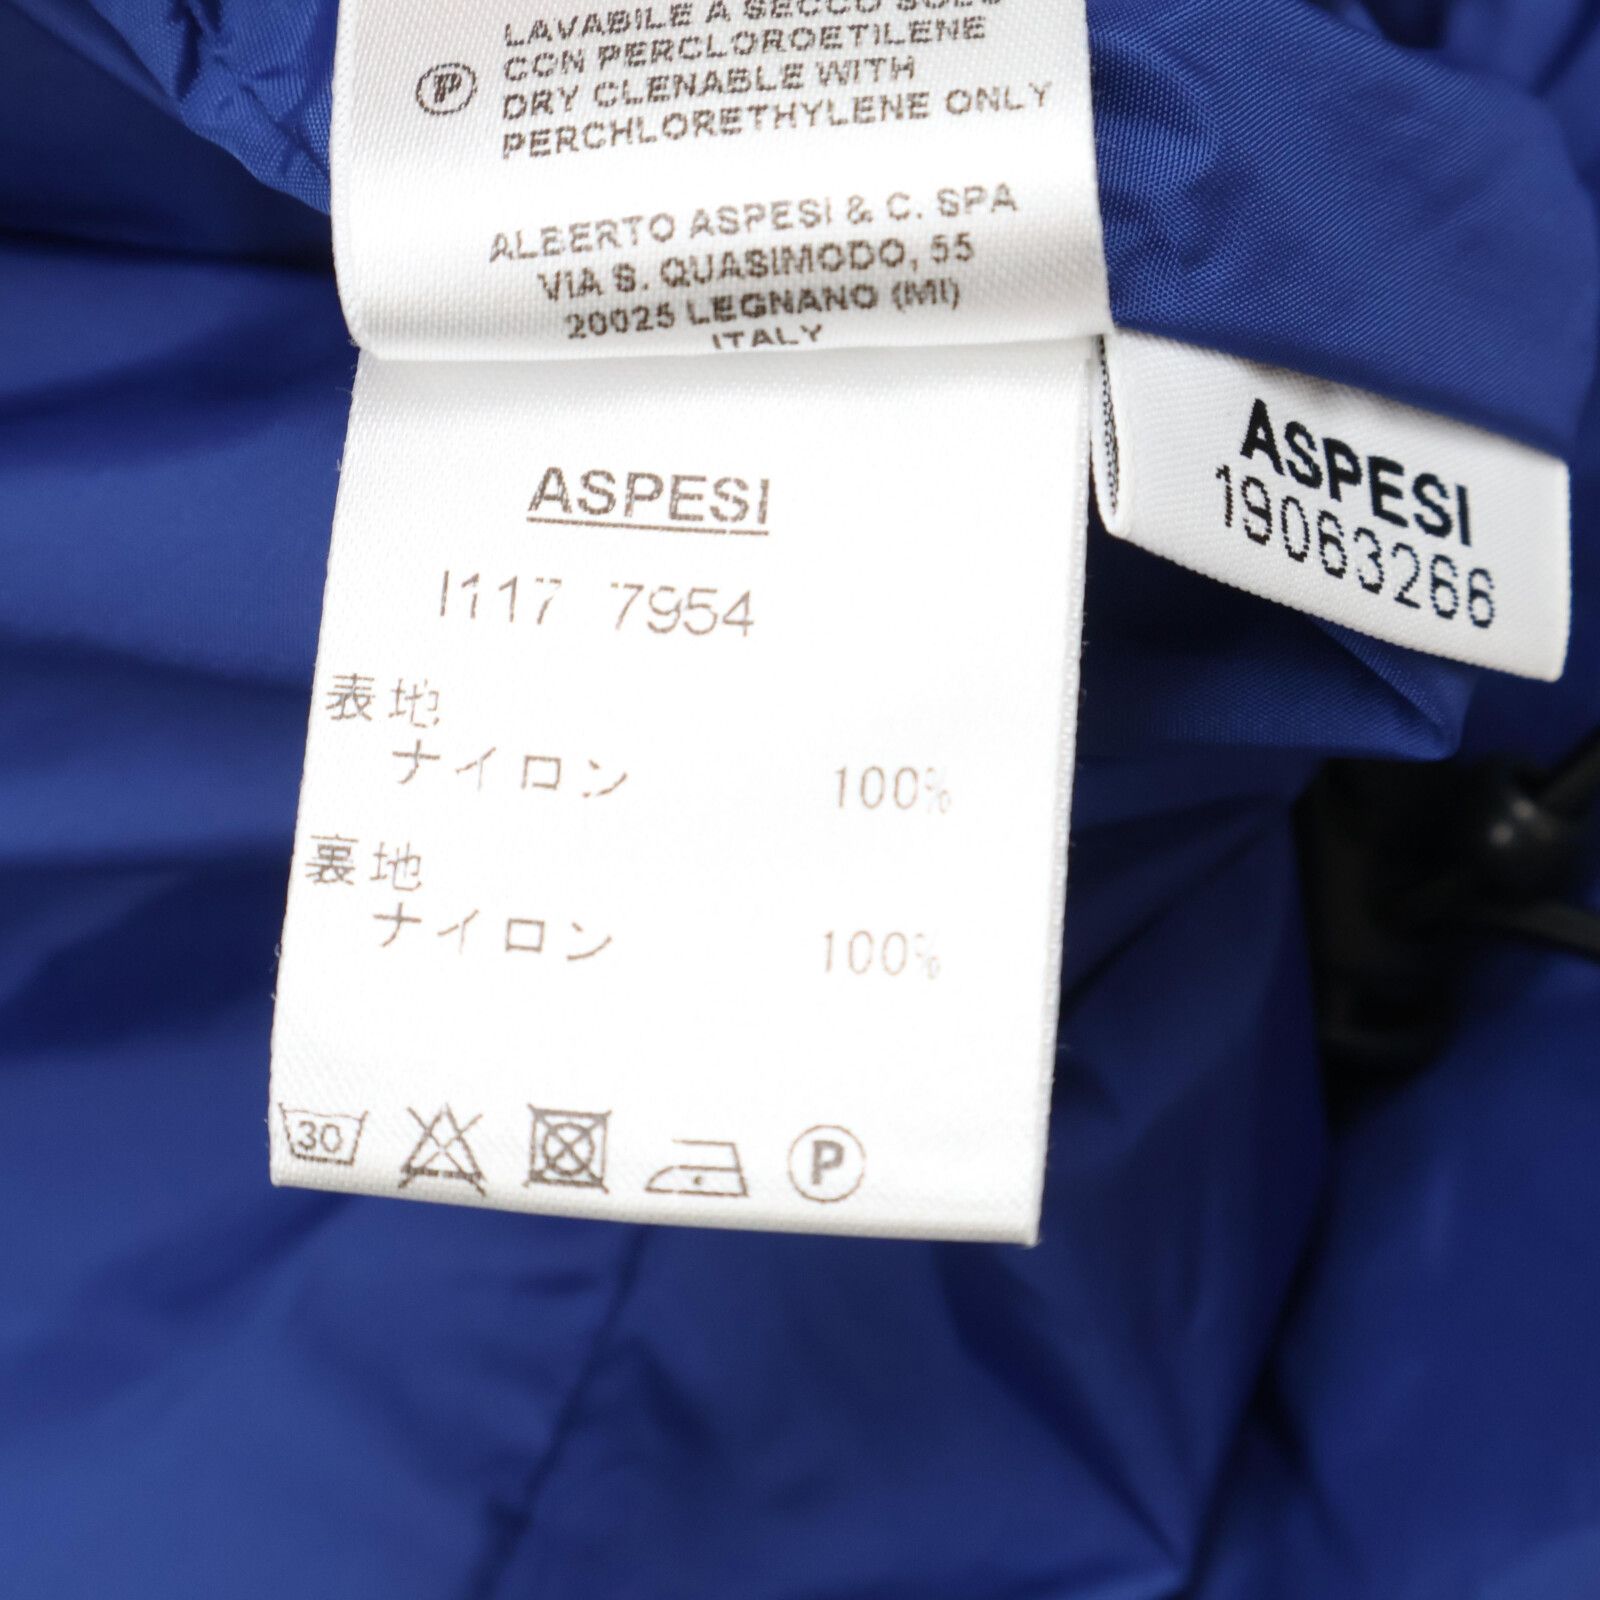 LAVABILE A SECCO SOLO
CON PERCLOROETILENE
DRY CLENABLE WITH
PERCHLORETHYLENE ONLY
P
ALBERTO ASPESI & C. SPA
VIA S. QUASIMODO, 55
20025 LEGNANO (MI)
ITALY
ASPESI
I117 7954
表地
ナイロン 100%
裏地
ナイロン 100%
30
P
ASPESI
19063266